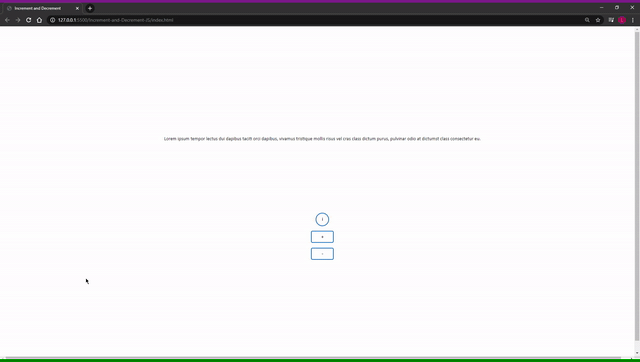 Increment and Decrement
127.0.0.1:5500/Increment-and-Decrement-JS/index.html
Lorem ipsum tempor lectus dui dapibus taciti orci dapibus, vivamus tristique mollis risus vel cras class dictum purus, pulvinar odio at dictumst class consectetur eu.
+
-